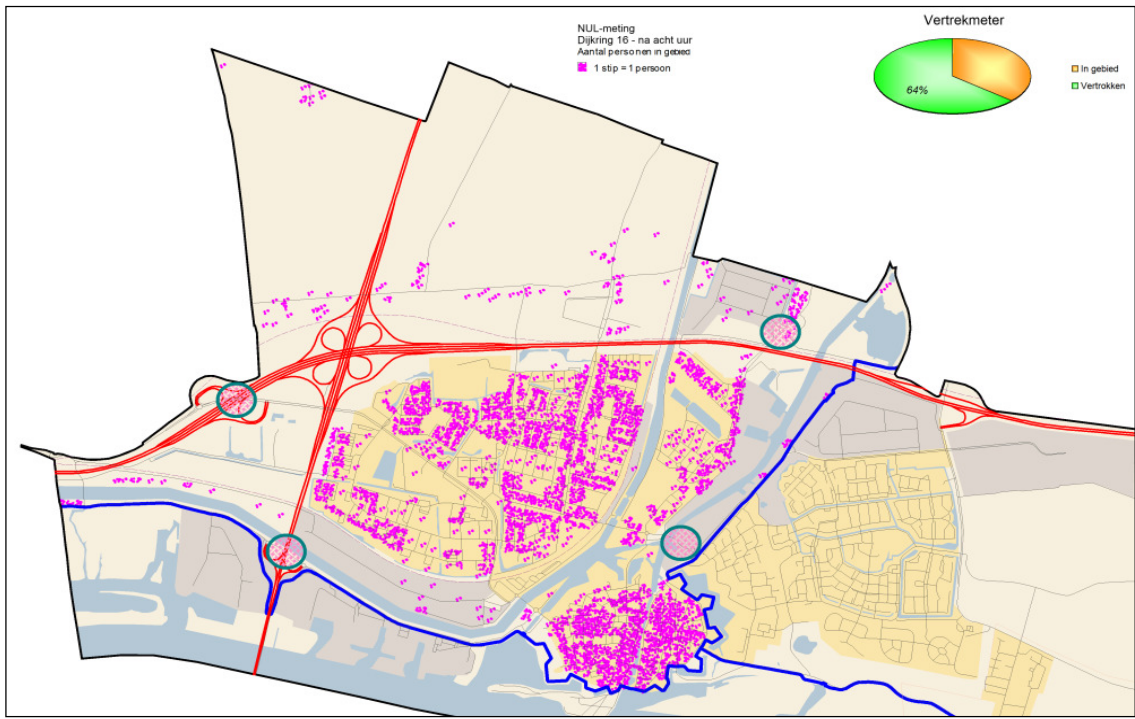 NUL-meting
Dijkring 16 - na acht uur
Aantal personen in gebied
1 stip = 1 persoon
Vertrekmeter
64%
In gebied
Vertrokken